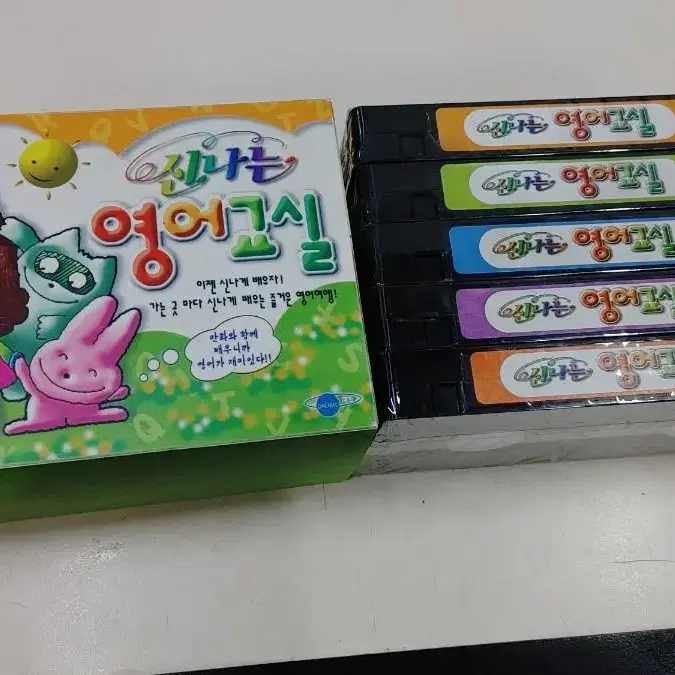 신나는
영어교실
이젠 신나게 배우자!
가는 곳 마다 신나게 배우는 즐거운 영어여행!
만화와 함께
배우니까
영어가 재미있다!!
신나는 영어교실
신나는 영어교실
신나는 영어교실
신나는 영어교실
신나는 영어교실